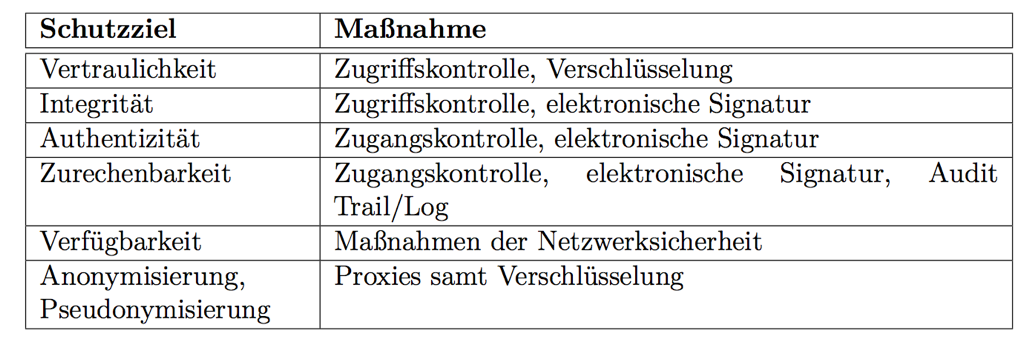 Schutzziel Maßnahme
Vertraulichkeit Zugriffskontrolle, Verschlüsselung
Integrität Zugriffskontrolle, elektronische Signatur
Authentizität Zugangskontrolle, elektronische Signatur
Zurechenbarkeit Zugangskontrolle, elektronische Signatur, Audit
Trail/Log
Verfügbarkeit Maßnahmen der Netzwerksicherheit
Anonymisierung, Proxies samt Verschlüsselung
Pseudonymisierung